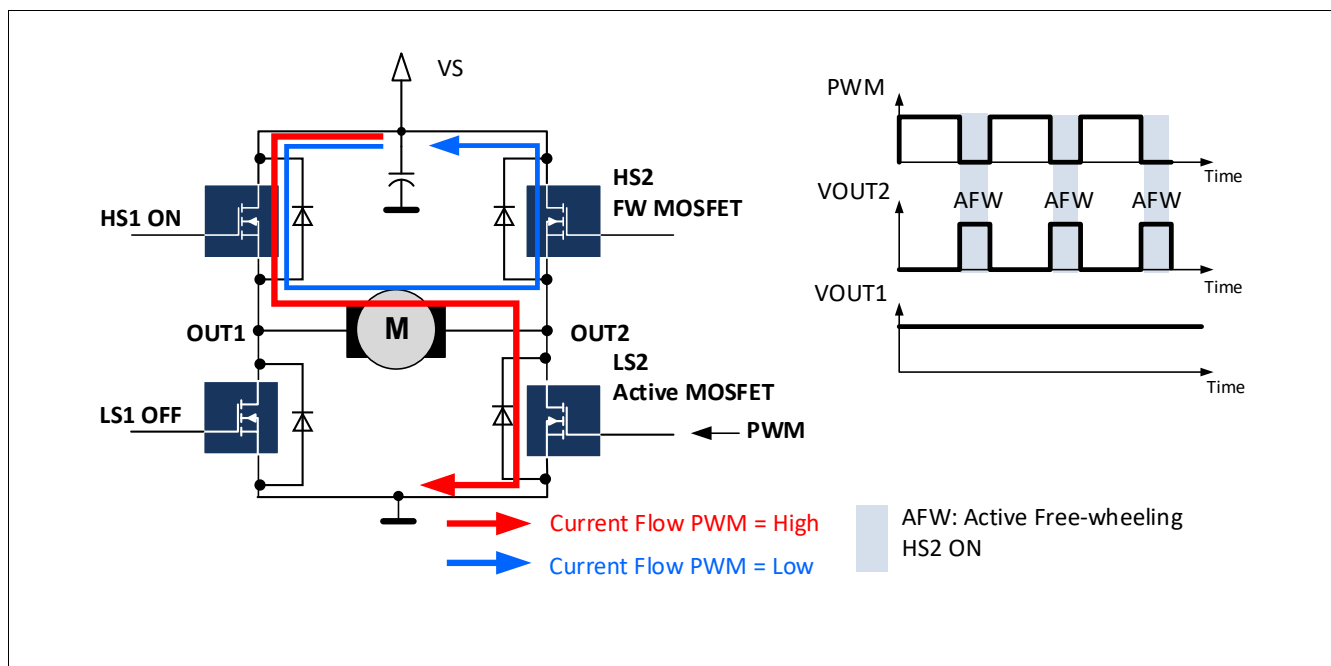 VS
HS1 ON
HS2
FW MOSFET
OUT1
M
OUT2
LS1 OFF
LS2
Active MOSFET
PWM
Current Flow PWM = High
Current Flow PWM = Low
PWM
Time
VOUT2
AFW AFW AFW
Time
VOUT1
Time
AFW: Active Free-wheeling
HS2 ON